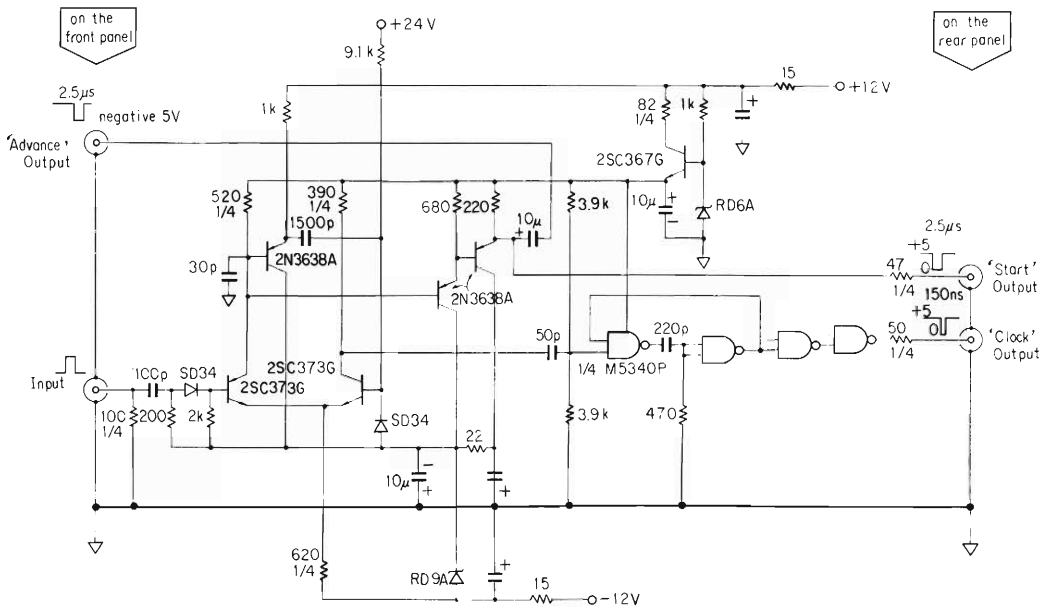 on the
front panel
on the
rear panel
+24V
9.1k
15
+12V
2.5μs
negative 5V
'Advance'
Output
1k
82
1/4
1k
2SC367G
RD6A
10μ
+
−
+
520
1/4
390
1/4
1500p
680
220
+
10μ
3.9k
30p
2N3638A
2N3638A
2.5μs
+5
0
47
1/4
'Start'
Output
150ns
+5
0
50
1/4
'Clock'
Output
50p
220p
1/4
M5340P
Input
100p
SD34
2SC373G
2SC373G
100
1/4
200
2k
SD34
22
3.9k
470
−
10μ
+
+
620
1/4
RD9A
+
15
-12V